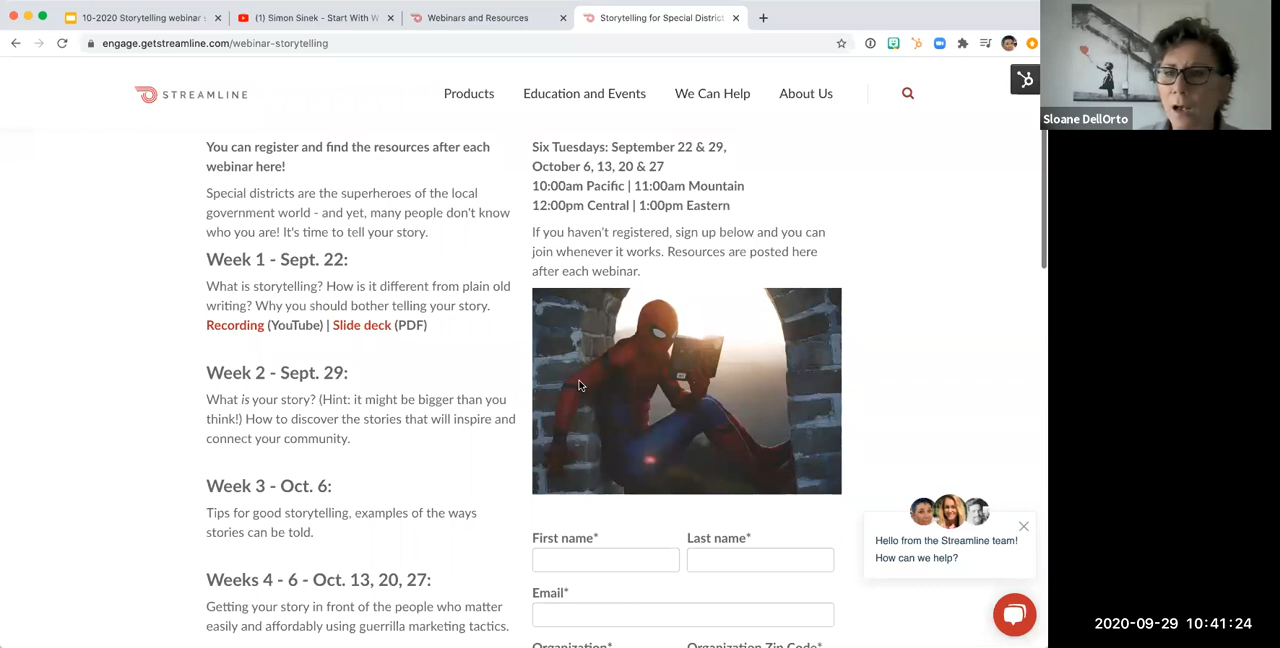 10-2020 Storytelling webinar
(1) Simon Sinek - Start With W
Webinars and Resources
Storytelling for Special District
engage.getstreamline.com/webinar-storytelling
STREAMLINE
Products
Education and Events
We Can Help
About Us
Sloane DellOrto
You can register and find the resources after each
webinar here!
Special districts are the superheroes of the local
government world - and yet, many people don't know
who you are! It's time to tell your story.
Week 1 - Sept. 22:
What is storytelling? How is it different from plain old
writing? Why you should bother telling your story.
Recording (YouTube) | Slide deck (PDF)
Week 2 - Sept. 29:
What is your story? (Hint: it might be bigger than you
think!) How to discover the stories that will inspire and
connect your community.
Week 3 - Oct. 6:
Tips for good storytelling, examples of the ways
stories can be told.
Weeks 4 - 6 - Oct. 13, 20, 27:
Getting your story in front of the people who matter
easily and affordably using guerrilla marketing tactics.
Six Tuesdays: September 22 & 29,
October 6, 13, 20 & 27
10:00am Pacific | 11:00am Mountain
12:00pm Central | 1:00pm Eastern
If you haven't registered, sign up below and you can
join whenever it works. Resources are posted here
after each webinar.
First name*
Last name*
Email*
Organization*
Organization Zip Code*
Hello from the Streamline team!
How can we help?
2020-09-29 10:41:24